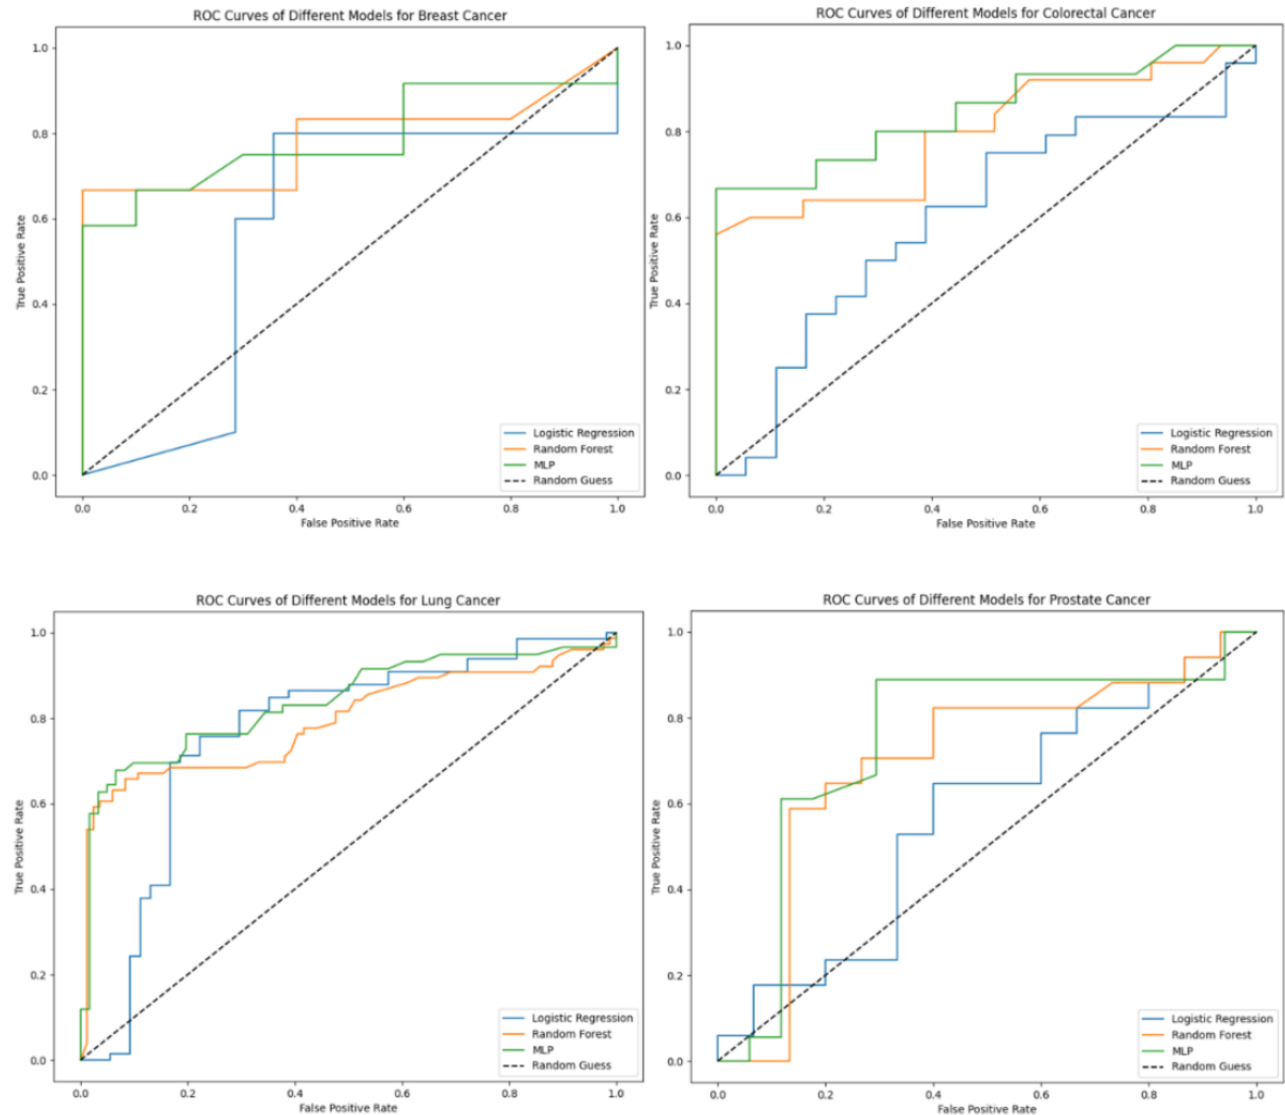 ROC Curves of Different Models for Breast Cancer
True Positive Rate
1.0
0.8
0.6
0.4
0.2
0.0
Logistic Regression
Random Forest
MLP
Random Guess
0.0 0.2 0.4 0.6 0.8 1.0
False Positive Rate
ROC Curves of Different Models for Colorectal Cancer
True Positive Rate
1.0
0.8
0.6
0.4
0.2
0.0
Logistic Regression
Random Forest
MLP
Random Guess
0.0 0.2 0.4 0.6 0.8 1.0
False Positive Rate
ROC Curves of Different Models for Lung Cancer
True Positive Rate
1.0
0.8
0.6
0.4
0.2
0.0
Logistic Regression
Random Forest
MLP
Random Guess
0.0 0.2 0.4 0.6 0.8 1.0
False Positive Rate
ROC Curves of Different Models for Prostate Cancer
True Positive Rate
1.0
0.8
0.6
0.4
0.2
0.0
Logistic Regression
Random Forest
MLP
Random Guess
0.0 0.2 0.4 0.6 0.8 1.0
False Positive Rate